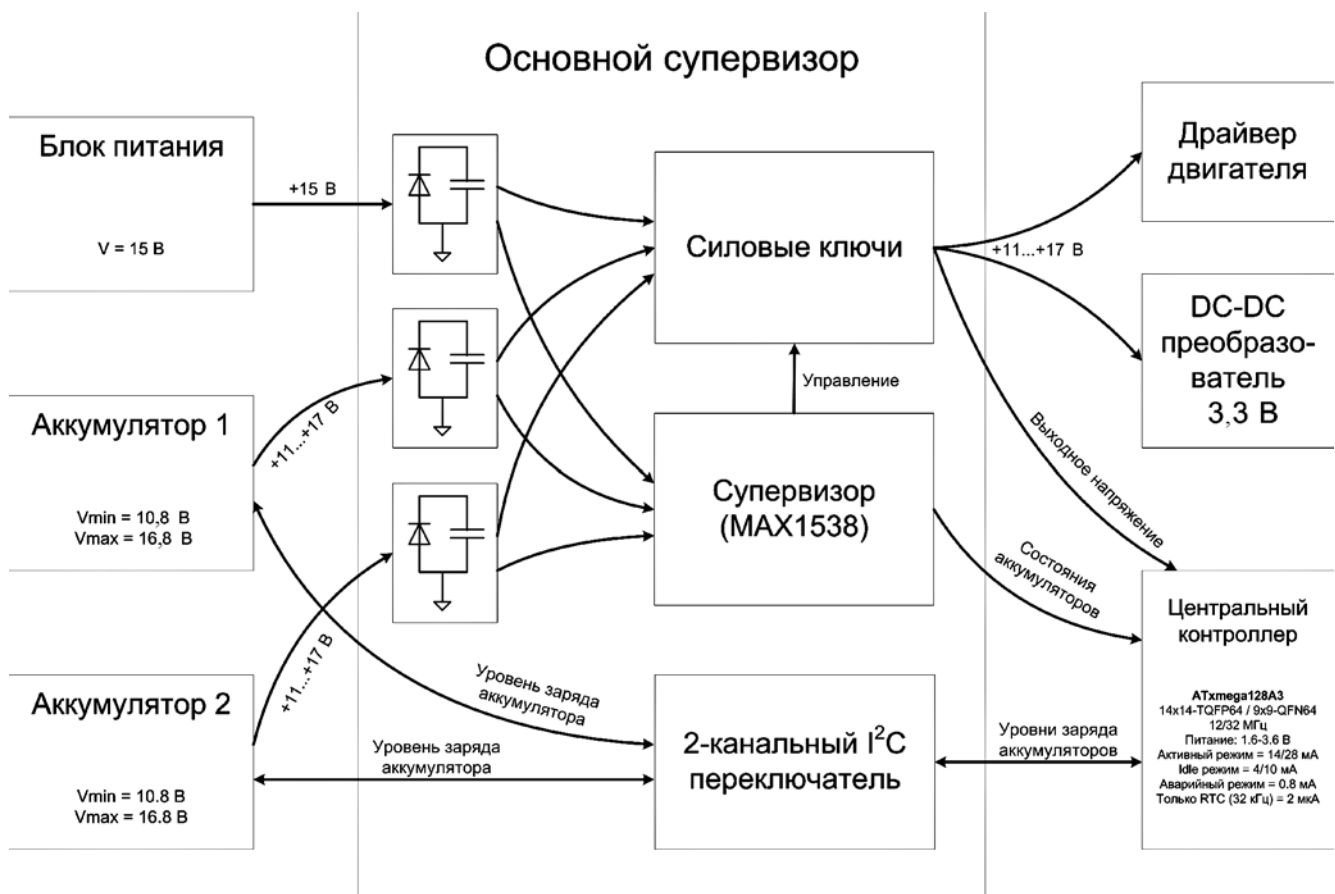 Основной супервизор
Блок питания
V = 15 В
+15 В
Силовые ключи
Драйвер
двигателя
+11...+17 В
DC-DC
преобразо-
ватель
3,3 В
Управление
Аккумулятор 1
Vmin = 10,8 В
Vmax = 16,8 В
+11...+17 В
Супервизор
(MAX1538)
Выходное напряжение
Состояния
аккумуляторов
Аккумулятор 2
Vmin = 10.8 В
Vmax = 16.8 В
+11...+17 В
Уровень заряда
аккумулятора
Уровень заряда
аккумулятора
2-канальный I²C
переключатель
Уровни заряда
аккумуляторов
Центральный
контроллер
ATxmega128A3
14x14-TQFP64 / 9x9-QFN64
12/32 МГц
Питание: 1.6-3.6 В
Активный режим = 14/28 мА
Idle режим = 4/10 мА
Аварийный режим = 0.8 мА
Только RTC (32 кГц) = 2 мкА